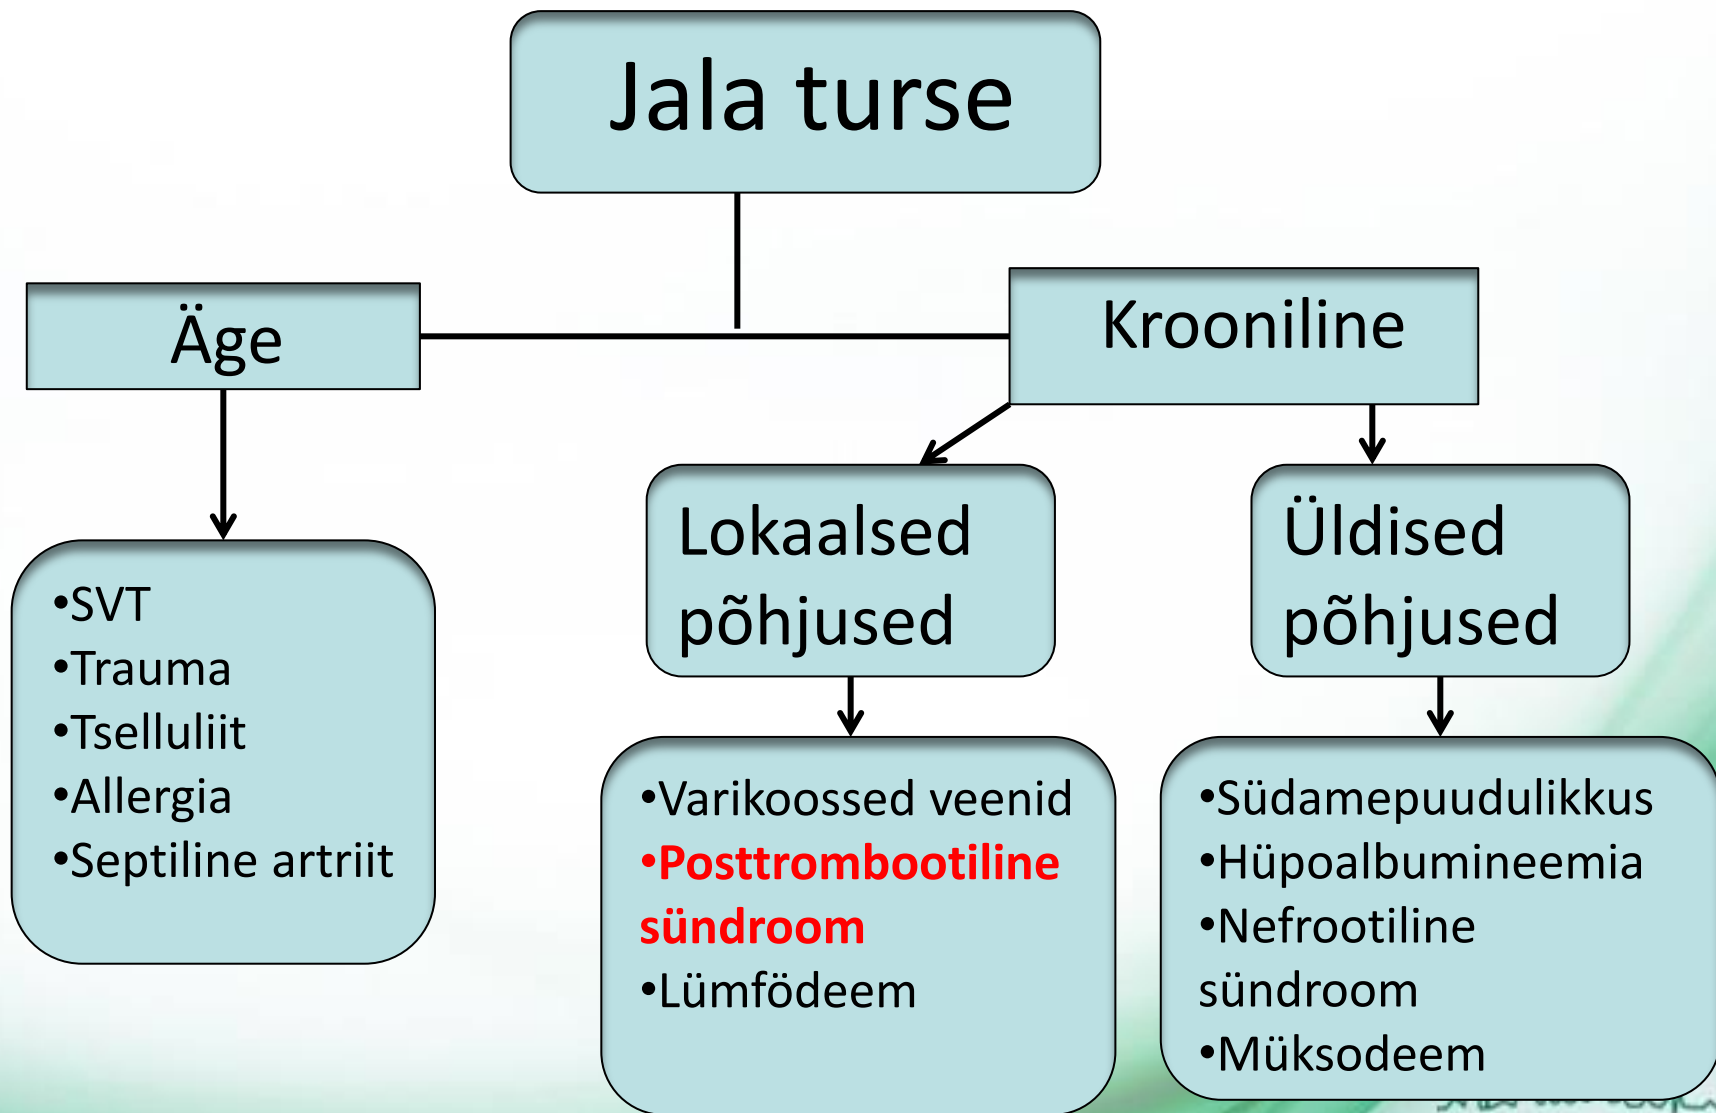 Jala turse
Äge
Krooniline
Lokaalsed
põhjused
Üldised
põhjused
•SVT
•Trauma
•Tselluliit
•Allergia
•Septiline artriit
•Varikoossed veenid
•Posttrombootiline
sündroom
•Lümfödeem
•Südamepuudulikkus
•Hüpoalbumineemia
•Nefrootiline
sündroom
•Müksodeem